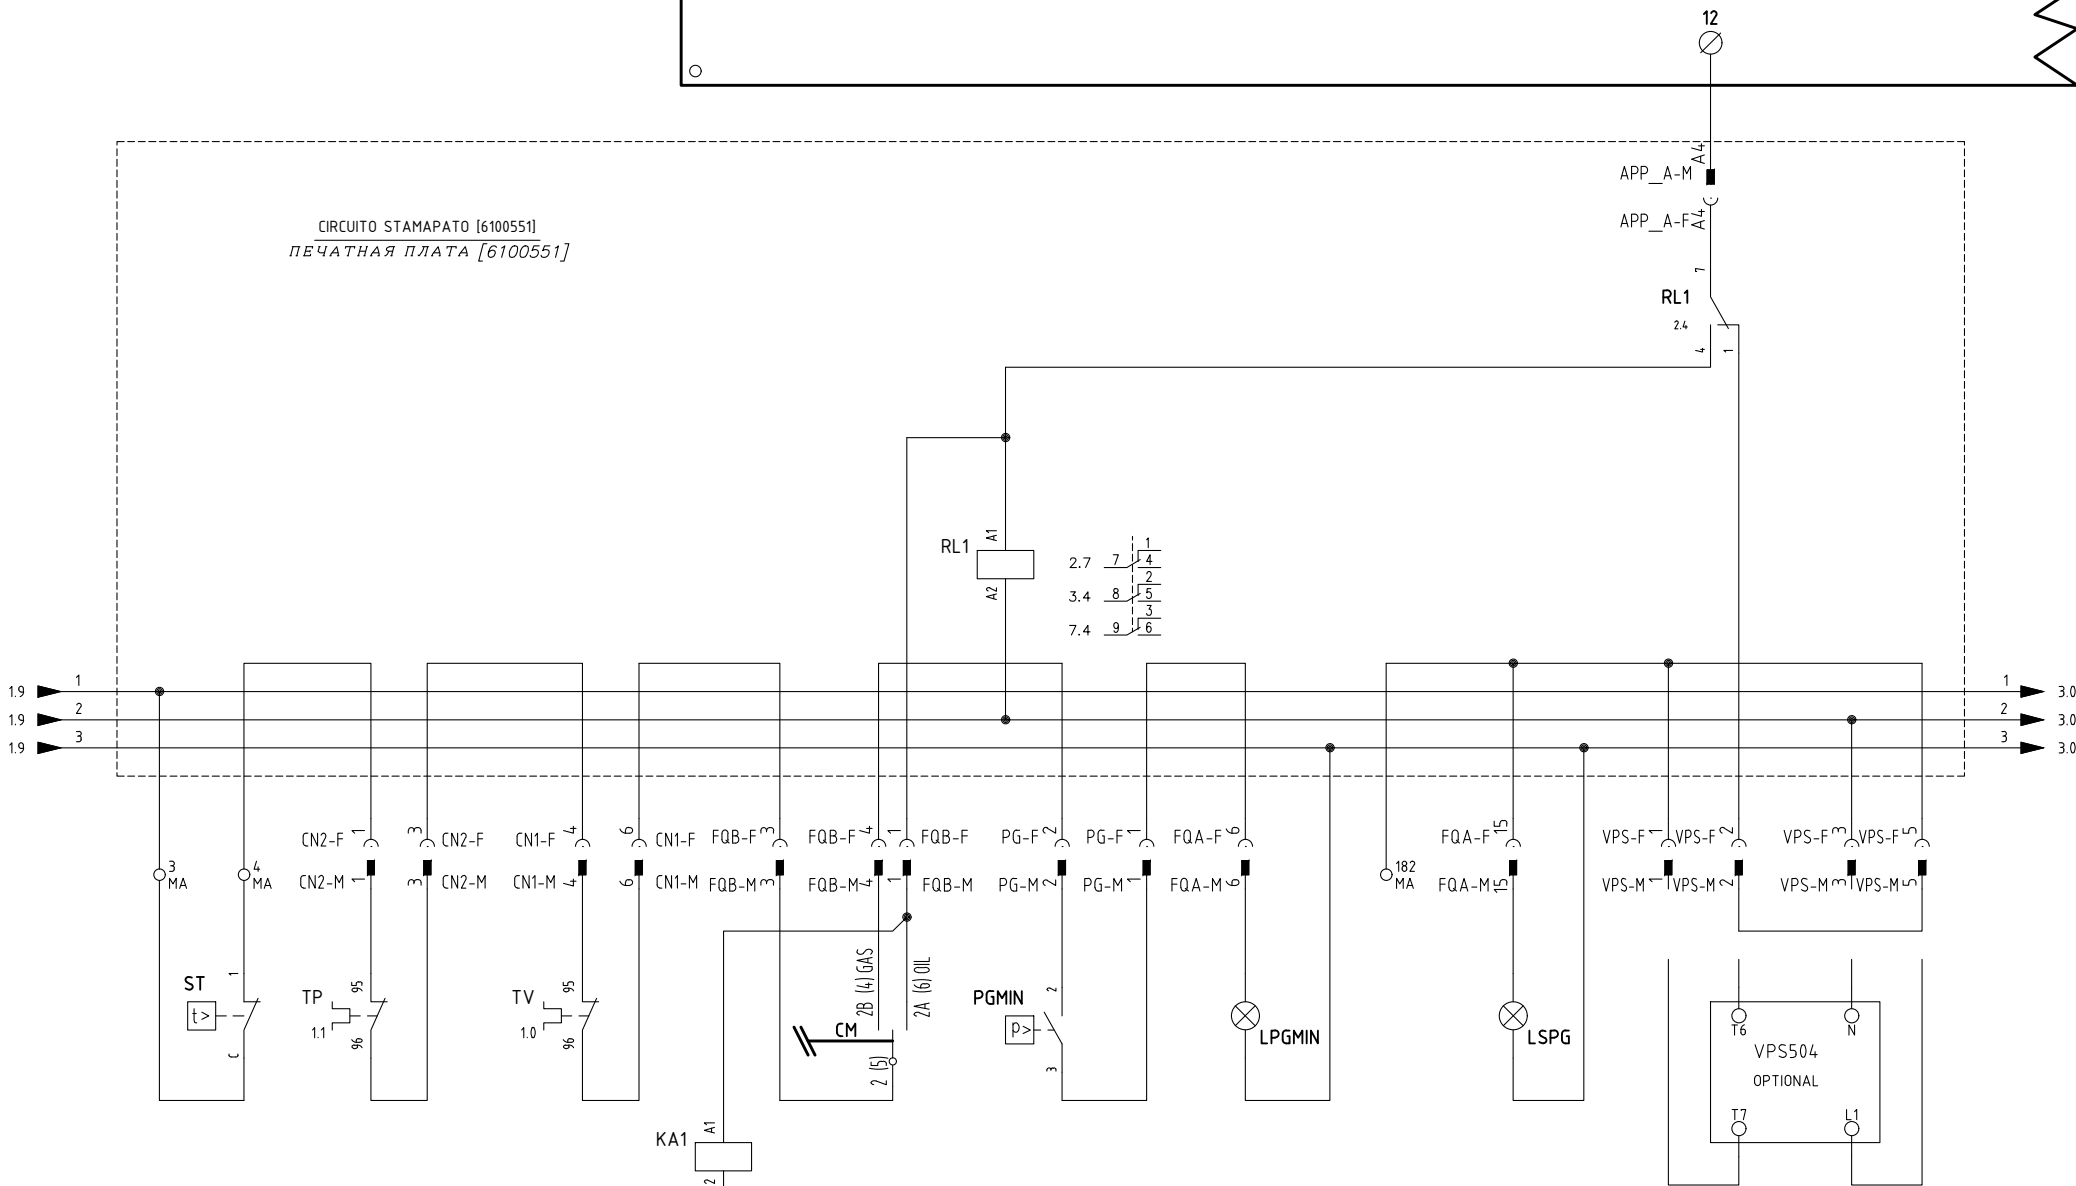 12
A4
APP_A-M
APP_A-F A4
CIRCUITO STAMAPATO [6100551]
ПЕЧАТНАЯ ПЛАТА [6100551]
7
RL1
2.4
4 1
A1
RL1
A2
1
2.7 7 4
2
3.4 8 5
3
7.4 9 6
1.9 1 1 3.0
1.9 2 2 3.0
1.9 3 3 3.0
CN2-F 1 3 CN2-F CN1-F 4 6 CN1-F FQB-F 3 FQB-F 4 1 FQB-F PG-F 2 PG-F 1 FQA-F 6 FQA-F 15 VPS-F 1 VPS-F 2 VPS-F 3 VPS-F 5
3 MA 4 MA 182 MA
CN2-M 1 3 CN2-M CN1-M 4 6 CN1-M FQB-M 3 FQB-M 4 1 FQB-M PG-M 2 PG-M 1 FQA-M 6 FQA-M 15 VPS-M 1 VPS-M 2 VPS-M 3 VPS-M 5
2B (4) GAS
2A (6) OIL
1 95 95 2
ST TP TV PGMIN
t> p>
1.1 1.0 CM LPGMIN LSPG
C 96 96 2 (5) 3
T6 N
VPS504
OPTIONAL
T7 L1
A1
KA1
2